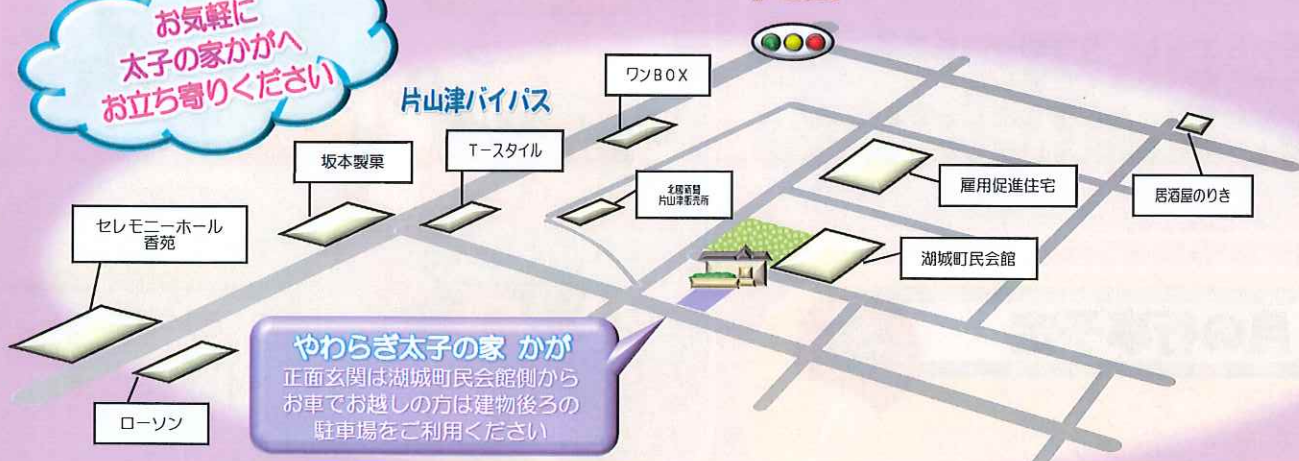 お気軽に
太子の家かがへ
お立ち寄りください
片山津バイパス
ワンBOX
坂本製菓
T-スタイル
北國新聞
片山津販売所
雇用促進住宅
居酒屋のりき
セレモニーホール
香苑
湖城町民会館
ローソン
やわらぎ太子の家 かが
正面玄関は湖城町民会館側から
お車でお越しの方は建物後ろの
駐車場をご利用ください